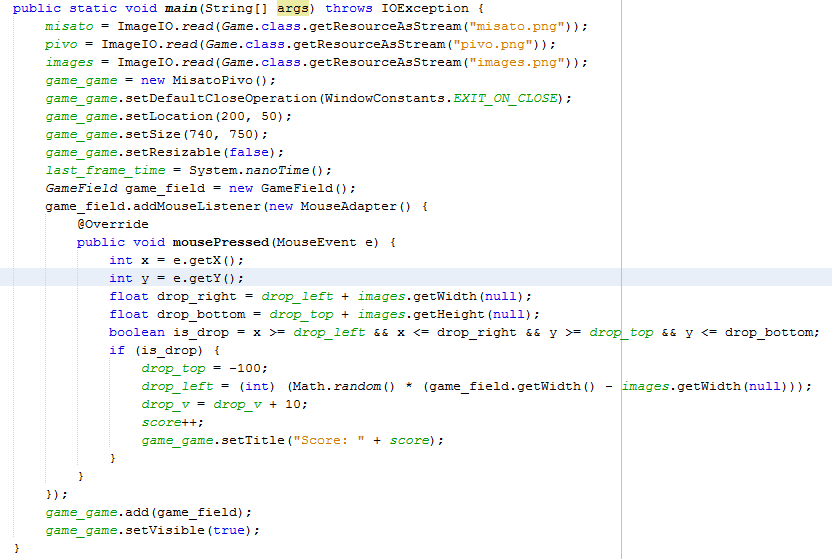 public static void main(String[] args) throws IOException {
    misato = ImageIO.read(Game.class.getResourceAsStream("misato.png"));
    pivo = ImageIO.read(Game.class.getResourceAsStream("pivo.png"));
    images = ImageIO.read(Game.class.getResourceAsStream("images.png"));
    game_game = new MisatoPivo();
    game_game.setDefaultCloseOperation(WindowConstants.EXIT_ON_CLOSE);
    game_game.setLocation(200, 50);
    game_game.setSize(740, 750);
    game_game.setResizable(false);
    last_frame_time = System.nanoTime();
    GameField game_field = new GameField();
    game_field.addMouseListener(new MouseAdapter() {
        @Override
        public void mousePressed(MouseEvent e) {
            int x = e.getX();
            int y = e.getY();
            float drop_right = drop_left + images.getWidth(null);
            float drop_bottom = drop_top + images.getHeight(null);
            boolean is_drop = x >= drop_left && x <= drop_right && y >= drop_top && y <= drop_bottom;
            if (is_drop) {
                drop_top = -100;
                drop_left = (int) (Math.random() * (game_field.getWidth() - images.getWidth(null)));
                drop_v = drop_v + 10;
                score++;
                game_game.setTitle("Score: " + score);
            }
        }
    });
    game_game.add(game_field);
    game_game.setVisible(true);
}